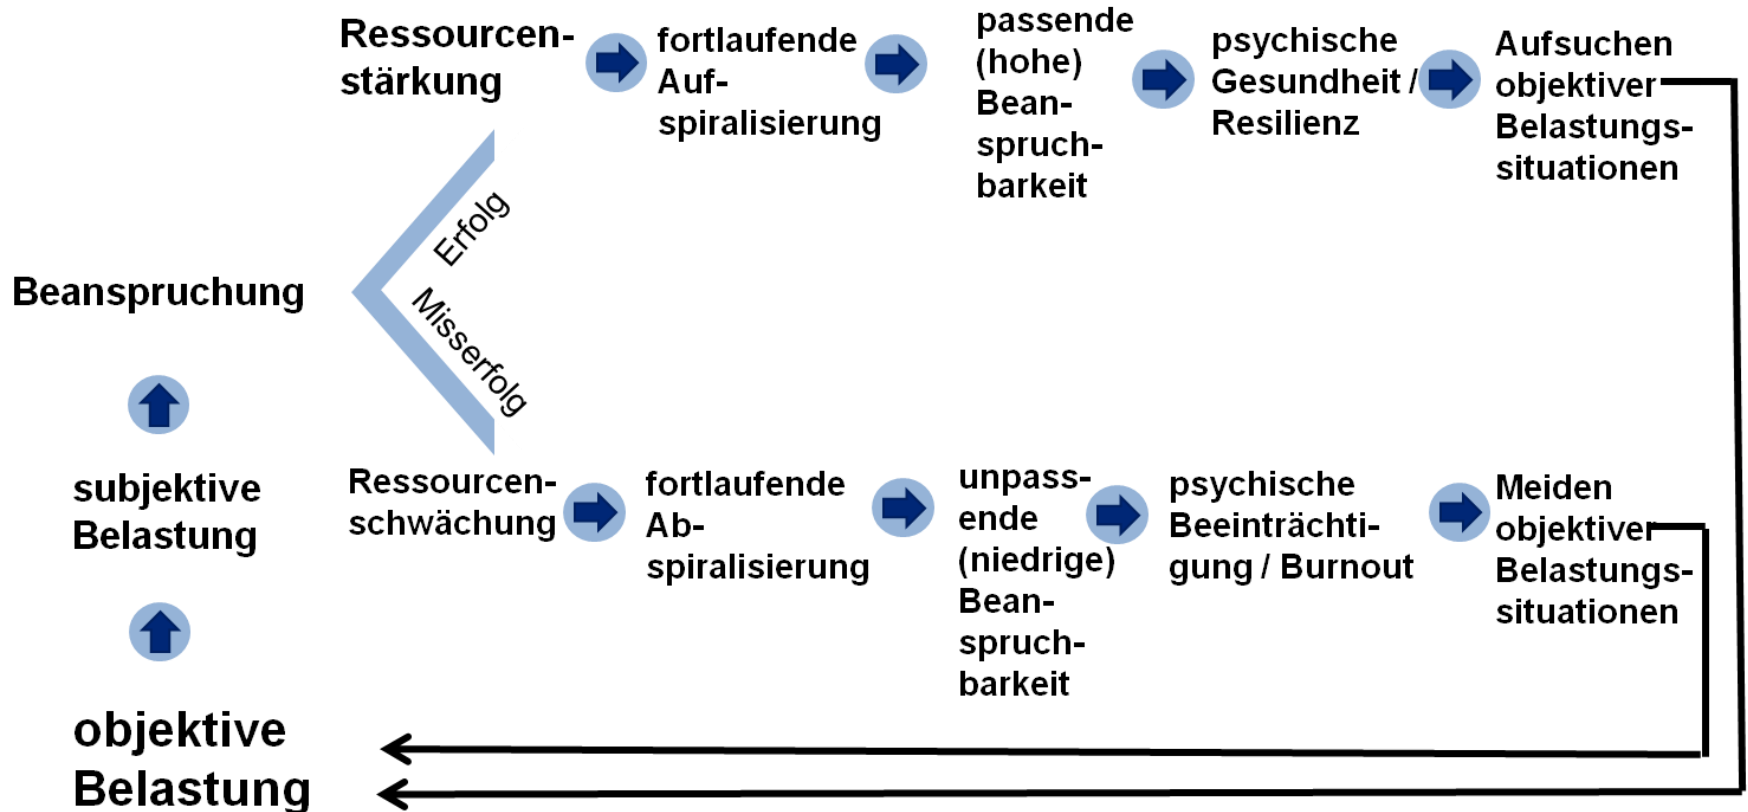 Ressourcen-
stärkung
fortlaufende
Auf-
spiralisierung
passende
(hohe)
Bean-
spruch-
barkeit
psychische
Gesundheit /
Resilienz
Aufsuchen
objektiver
Belastungs-
situationen
Erfolg
Beanspruchung
Misserfolg
subjektive
Belastung
Ressourcen-
schwächung
fortlaufende
Ab-
spiralisierung
unpass-
ende
(niedrige)
Bean-
spruch-
barkeit
psychische
Beeinträchti-
gung / Burnout
Meiden
objektiver
Belastungs-
situationen
objektive
Belastung